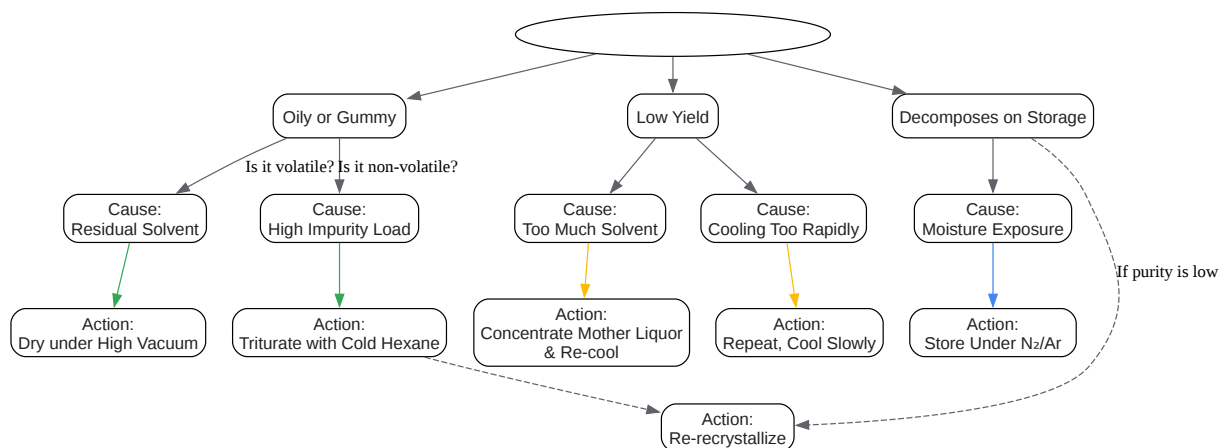 Oily or Gummy
Low Yield
Decomposes on Storage
Is it volatile?
Is it non-volatile?
Cause:
Residual Solvent
Cause:
High Impurity Load
Cause:
Too Much Solvent
Cause:
Cooling Too Rapidly
Cause:
Moisture Exposure
If purity is low
Action:
Dry under High Vacuum
Action:
Triturate with Cold Hexane
Action:
Concentrate Mother Liquor
& Re-cool
Action:
Repeat, Cool Slowly
Action:
Store Under N₂/Ar
Action:
Re-recrystallize